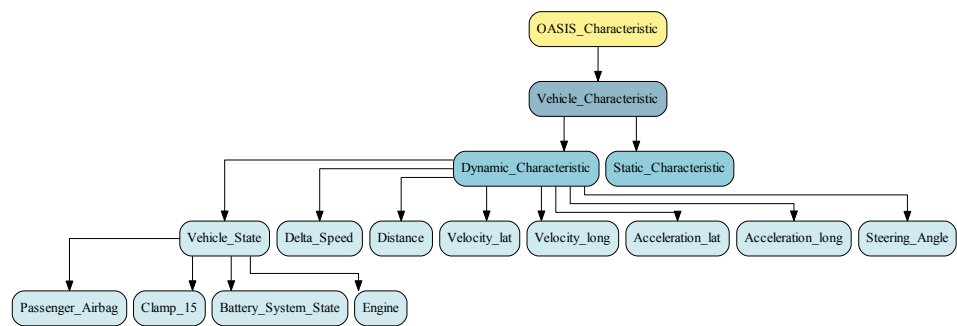 OASIS_Characteristic
Vehicle_Characteristic
Dynamic_Characteristic
Static_Characteristic
Vehicle_State
Delta_Speed
Distance
Velocity_lat
Velocity_long
Acceleration_lat
Acceleration_long
Steering_Angle
Passenger_Airbag
Clamp_15
Battery_System_State
Engine